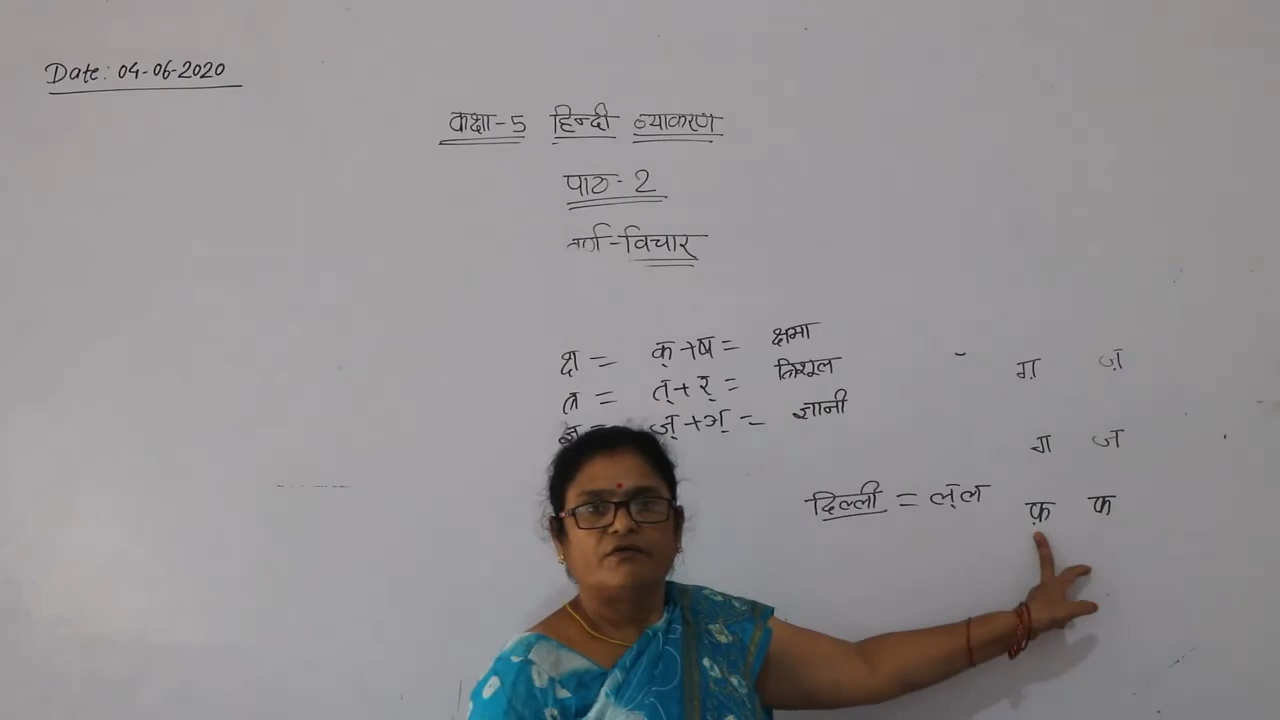 Date: 04-06-2020
कक्षा-5 हिन्दी व्याकरण
पाठ-2
वर्ण-विचार
क्ष = क्+ष = क्षमा
त्र = त्+र् = त्रिशूल
ज्ञ = ज्+ञ् = ज्ञानी
ग़ ज़
ग ज
दिल्ली = ल्ल
क़ क